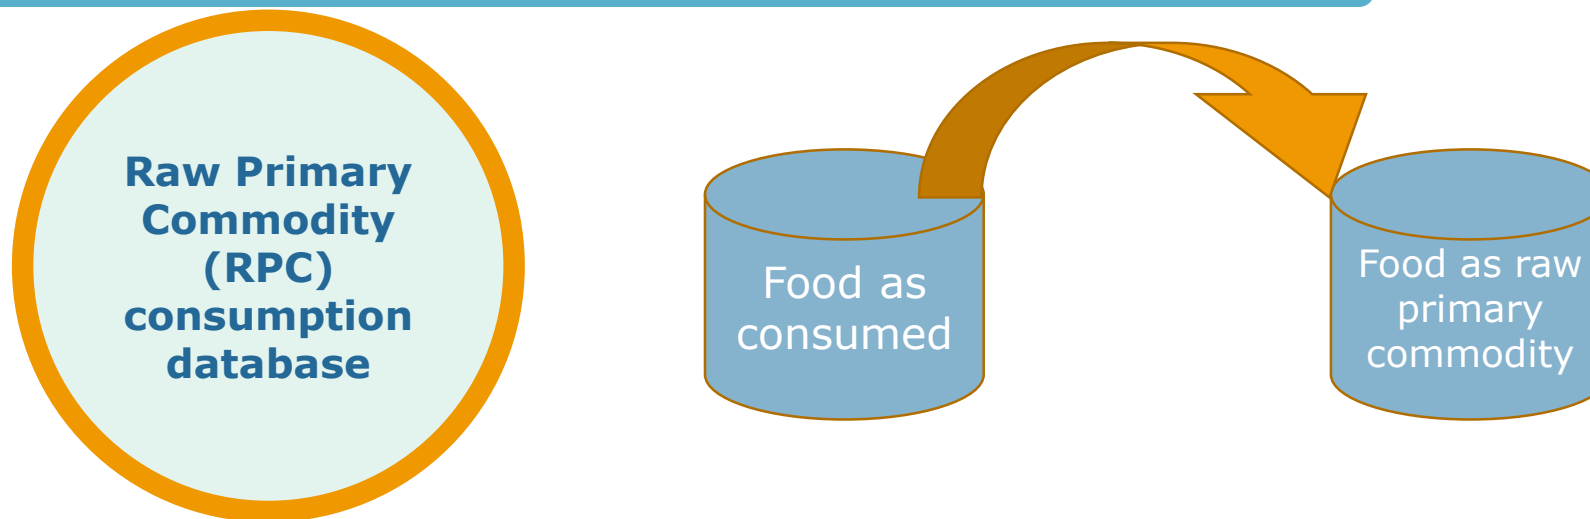 Raw Primary
Commodity
(RPC)
consumption
database
Food as
consumed
Food as raw
primary
commodity